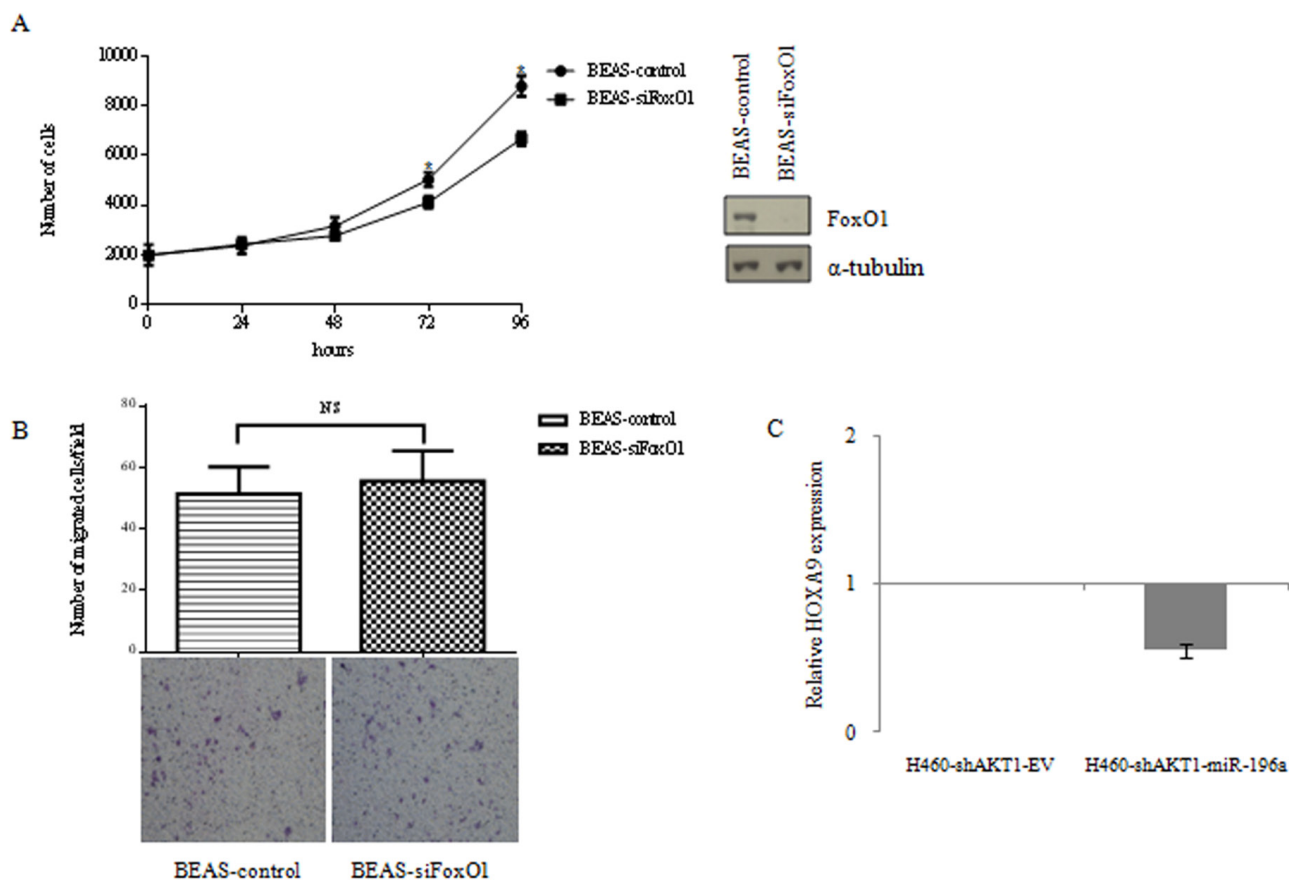 A
Number of cells
10000
8000
6000
4000
2000
0
*
*
0 24 48 72 96
hours
BEAS-control
BEAS-siFoxO1
BEAS-control
BEAS-siFoxO1
FoxO1
α-tubulin
B
Number of migrated cells/field
80
60
40
20
0
NS
BEAS-control
BEAS-siFoxO1
BEAS-control BEAS-siFoxO1
C
Relative HOXA9 expression
2
1
0
H460-shAKT1-EV H460-shAKT1-miR-196a